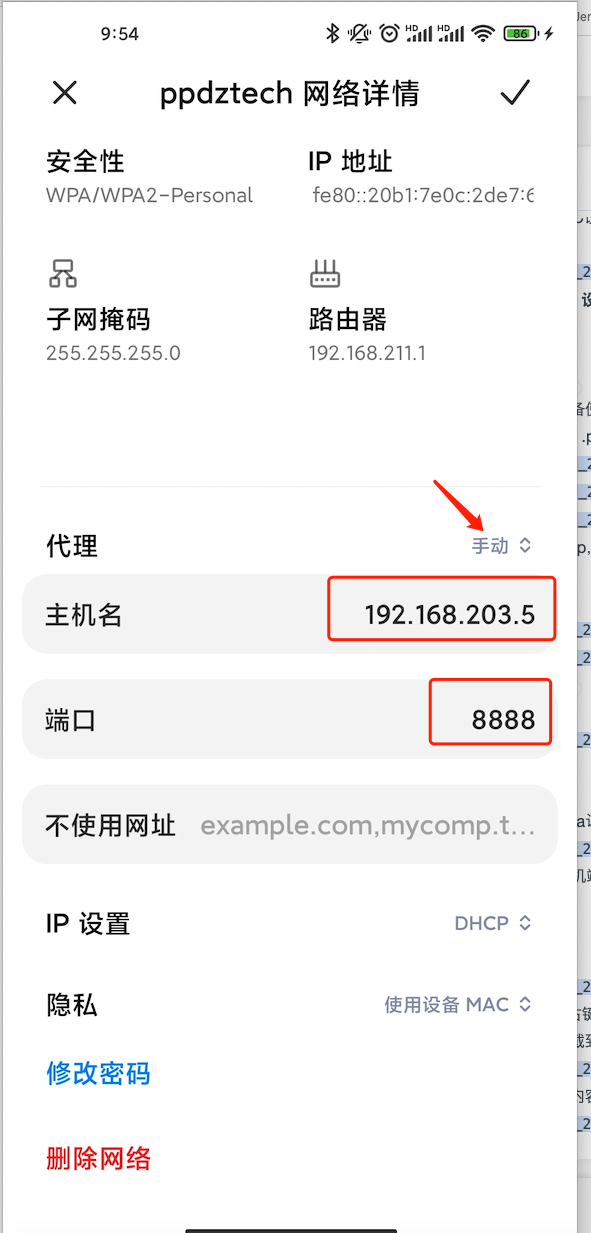 9:54
HD HD 86
ppdztech 网络详情
安全性 IP 地址
WPA/WPA2-Personal fe80::20b1:7e0c:2de7:6
子网掩码 路由器
255.255.255.0 192.168.211.1
代理 手动
主机名 192.168.203.5
端口 8888
不使用网址 example.com,mycomp.t...
IP 设置 DHCP
隐私 使用设备 MAC
修改密码
删除网络